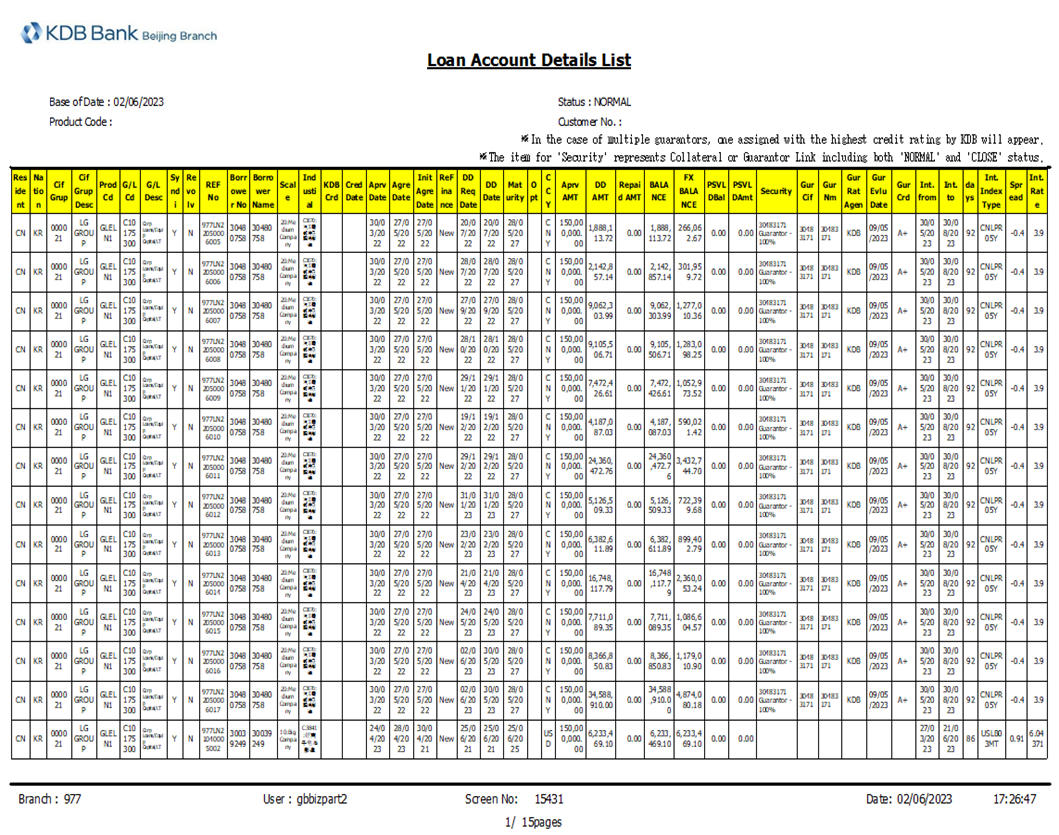 KDB Bank Beijing Branch
Loan Account Details List
Base of Date : 02/06/2023 Status : NORMAL
Product Code : Customer No. :
※In the case of multiple guarantors, one assigned with the highest credit rating by KDB will appear.
※The item for 'Security' represents Collateral or Guarantor Link including both 'NORMAL' and 'CLOSE' status.
Resident Nation Cif Grup Cif Grup Desc Prod Cd G/L Cd G/L Desc Syndi Revolv REF No Borrower No Borrower Name Scale Industial KDB Crd Cred Date Aprv Date Agre Date Init Agre Date ReFinance DD Req Date DD Date Maturity Opt CCY Aprv AMT DD AMT Repaid AMT BALANCE FX BALANCE PSVL DBal PSVL DAmt Security Gur Cif Gur Nm Gur Rat Agen Gur Evlu Date Gur Crd Int. from Int. to days Int. Index Type Spread Int. Rate
CN KR 000021 LG GROUP GLELN1 C10175300 Y N 977LN22050006005 30480758 30480758 20.Medium Company 30/03/2022 27/05/2022 27/05/2022 New 20/07/2022 20/07/2022 28/05/2027 CNY 150,000,000.00 1,888,113.72 0.00 1,888,113.72 266,062.67 0.00 0.00 30483171 Guarantor - 100% 30483171 30483171 KDB 09/05/2023 A+ 30/05/2023 30/08/2023 92 CNLPR05Y -0.4 3.9
CN KR 000021 LG GROUP GLELN1 C10175300 Y N 977LN22050006006 30480758 30480758 20.Medium Company 30/03/2022 27/05/2022 27/05/2022 New 28/07/2022 28/07/2022 28/05/2027 CNY 150,000,000.00 2,142,857.14 0.00 2,142,857.14 301,959.72 0.00 0.00 30483171 Guarantor - 100% 30483171 30483171 KDB 09/05/2023 A+ 30/05/2023 30/08/2023 92 CNLPR05Y -0.4 3.9
CN KR 000021 LG GROUP GLELN1 C10175300 Y N 977LN22050006007 30480758 30480758 20.Medium Company 30/03/2022 27/05/2022 27/05/2022 New 27/09/2022 27/09/2022 28/05/2027 CNY 150,000,000.00 9,062,303.99 0.00 9,062,303.99 1,277,010.36 0.00 0.00 30483171 Guarantor - 100% 30483171 30483171 KDB 09/05/2023 A+ 30/05/2023 30/08/2023 92 CNLPR05Y -0.4 3.9
CN KR 000021 LG GROUP GLELN1 C10175300 Y N 977LN22050006008 30480758 30480758 20.Medium Company 30/03/2022 27/05/2022 27/05/2022 New 28/10/2022 28/10/2022 28/05/2027 CNY 150,000,000.00 9,105,506.71 0.00 9,105,506.71 1,283,098.25 0.00 0.00 30483171 Guarantor - 100% 30483171 30483171 KDB 09/05/2023 A+ 30/05/2023 30/08/2023 92 CNLPR05Y -0.4 3.9
CN KR 000021 LG GROUP GLELN1 C10175300 Y N 977LN22050006009 30480758 30480758 20.Medium Company 30/03/2022 27/05/2022 27/05/2022 New 29/11/2022 29/11/2022 28/05/2027 CNY 150,000,000.00 7,472,426.61 0.00 7,472,426.61 1,052,973.52 0.00 0.00 30483171 Guarantor - 100% 30483171 30483171 KDB 09/05/2023 A+ 30/05/2023 30/08/2023 92 CNLPR05Y -0.4 3.9
CN KR 000021 LG GROUP GLELN1 C10175300 Y N 977LN22050006010 30480758 30480758 20.Medium Company 30/03/2022 27/05/2022 27/05/2022 New 19/12/2022 19/12/2022 28/05/2027 CNY 150,000,000.00 4,187,087.03 0.00 4,187,087.03 590,021.42 0.00 0.00 30483171 Guarantor - 100% 30483171 30483171 KDB 09/05/2023 A+ 30/05/2023 30/08/2023 92 CNLPR05Y -0.4 3.9
CN KR 000021 LG GROUP GLELN1 C10175300 Y N 977LN22050006011 30480758 30480758 20.Medium Company 30/03/2022 27/05/2022 27/05/2022 New 29/12/2022 29/12/2022 28/05/2027 CNY 150,000,000.00 24,360,472.76 0.00 24,360,472.76 3,432,744.70 0.00 0.00 30483171 Guarantor - 100% 30483171 30483171 KDB 09/05/2023 A+ 30/05/2023 30/08/2023 92 CNLPR05Y -0.4 3.9
CN KR 000021 LG GROUP GLELN1 C10175300 Y N 977LN22050006012 30480758 30480758 20.Medium Company 30/03/2022 27/05/2022 27/05/2022 New 31/01/2023 31/01/2023 28/05/2027 CNY 150,000,000.00 5,126,509.33 0.00 5,126,509.33 722,399.68 0.00 0.00 30483171 Guarantor - 100% 30483171 30483171 KDB 09/05/2023 A+ 30/05/2023 30/08/2023 92 CNLPR05Y -0.4 3.9
CN KR 000021 LG GROUP GLELN1 C10175300 Y N 977LN22050006013 30480758 30480758 20.Medium Company 30/03/2022 27/05/2022 27/05/2022 New 23/02/2023 23/02/2023 28/05/2027 CNY 150,000,000.00 6,382,611.89 0.00 6,382,611.89 899,402.79 0.00 0.00 30483171 Guarantor - 100% 30483171 30483171 KDB 09/05/2023 A+ 30/05/2023 30/08/2023 92 CNLPR05Y -0.4 3.9
CN KR 000021 LG GROUP GLELN1 C10175300 Y N 977LN22050006014 30480758 30480758 20.Medium Company 30/03/2022 27/05/2022 27/05/2022 New 21/04/2023 21/04/2023 28/05/2027 CNY 150,000,000.00 16,748,117.79 0.00 16,748,117.79 2,360,053.24 0.00 0.00 30483171 Guarantor - 100% 30483171 30483171 KDB 09/05/2023 A+ 30/05/2023 30/08/2023 92 CNLPR05Y -0.4 3.9
CN KR 000021 LG GROUP GLELN1 C10175300 Y N 977LN22050006015 30480758 30480758 20.Medium Company 30/03/2022 27/05/2022 27/05/2022 New 24/05/2023 24/05/2023 28/05/2027 CNY 150,000,000.00 7,711,089.35 0.00 7,711,089.35 1,086,604.57 0.00 0.00 30483171 Guarantor - 100% 30483171 30483171 KDB 09/05/2023 A+ 30/05/2023 30/08/2023 92 CNLPR05Y -0.4 3.9
CN KR 000021 LG GROUP GLELN1 C10175300 Y N 977LN22050006016 30480758 30480758 20.Medium Company 30/03/2022 27/05/2022 27/05/2022 New 02/06/2023 30/05/2023 28/05/2027 CNY 150,000,000.00 8,366,850.83 0.00 8,366,850.83 1,179,010.90 0.00 0.00 30483171 Guarantor - 100% 30483171 30483171 KDB 09/05/2023 A+ 30/05/2023 30/08/2023 92 CNLPR05Y -0.4 3.9
CN KR 000021 LG GROUP GLELN1 C10175300 Y N 977LN22050006017 30480758 30480758 20.Medium Company 30/03/2022 27/05/2022 27/05/2022 New 02/06/2023 30/05/2023 28/05/2027 CNY 150,000,000.00 34,588,910.00 0.00 34,588,910.00 4,874,080.18 0.00 0.00 30483171 Guarantor - 100% 30483171 30483171 KDB 09/05/2023 A+ 30/05/2023 30/08/2023 92 CNLPR05Y -0.4 3.9
CN KR 000021 LG GROUP GLELN1 C10175300 Y N 977LN21040005002 30039249 30039249 10.Big Company 24/04/2023 28/04/2023 30/04/2021 New 25/06/2021 25/06/2021 25/06/2025 USD 150,000,000.00 6,233,469.10 0.00 6,233,469.10 6,233,469.10 0.00 0.00 27/03/2023 21/06/2023 86 USLB03MT 0.91 6.04371
Branch : 977 User : gbbizpart2 Screen No: 15431 Date: 02/06/2023 17:26:47
1/ 15pages